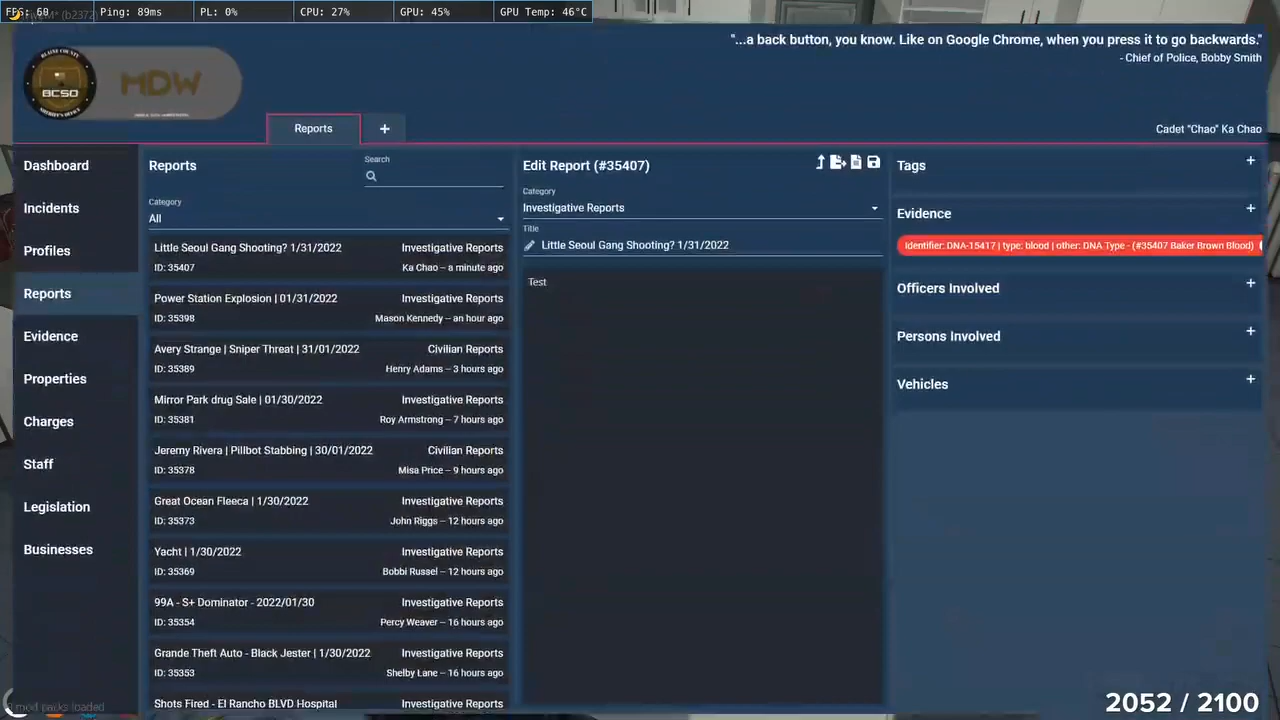 FPS: 60
Ping: 89ms
PL: 0%
CPU: 27%
GPU: 45%
GPU Temp: 46°C
"...a back button, you know. Like on Google Chrome, when you press it to go backwards."
- Chief of Police, Bobby Smith
BLAINE COUNTY
BCSO
SHERIFF'S OFFICE
MDW
Reports
+
Cadet "Chao" Ka Chao
Dashboard
Incidents
Profiles
Reports
Evidence
Properties
Charges
Staff
Legislation
Businesses
Reports
Search
Category
All
Little Seoul Gang Shooting? 1/31/2022
Investigative Reports
ID: 35407
Ka Chao – a minute ago
Power Station Explosion | 01/31/2022
Investigative Reports
ID: 35398
Mason Kennedy – an hour ago
Avery Strange | Sniper Threat | 31/01/2022
Civilian Reports
ID: 35389
Henry Adams – 3 hours ago
Mirror Park drug Sale | 01/30/2022
Investigative Reports
ID: 35381
Roy Armstrong – 7 hours ago
Jeremy Rivera | Pillbot Stabbing | 30/01/2022
Civilian Reports
ID: 35378
Misa Price – 9 hours ago
Great Ocean Fleeca | 1/30/2022
Investigative Reports
ID: 35373
John Riggs – 12 hours ago
Yacht | 1/30/2022
Investigative Reports
ID: 35369
Bobbi Russel – 12 hours ago
99A - S+ Dominator - 2022/01/30
Investigative Reports
ID: 35354
Percy Weaver – 16 hours ago
Grande Theft Auto - Black Jester | 1/30/2022
Investigative Reports
ID: 35353
Shelby Lane – 16 hours ago
Shots Fired - El Rancho BLVD Hospital
Investigative Reports
Edit Report (#35407)
Category
Investigative Reports
Title
Little Seoul Gang Shooting? 1/31/2022
Test
Tags
+
Evidence
+
Identifier: DNA-15417 | type: blood | other: DNA Type - (#35407 Baker Brown Blood)
Officers Involved
+
Persons Involved
+
Vehicles
+
mod packs loaded
2052 / 2100